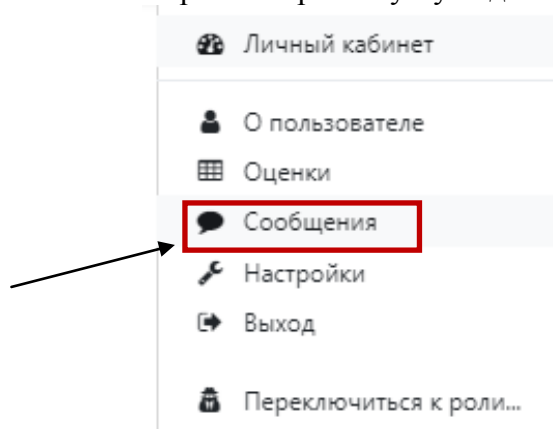 Личный кабинет
О пользователе
Оценки
Сообщения
Настройки
Выход
Переключиться к роли...